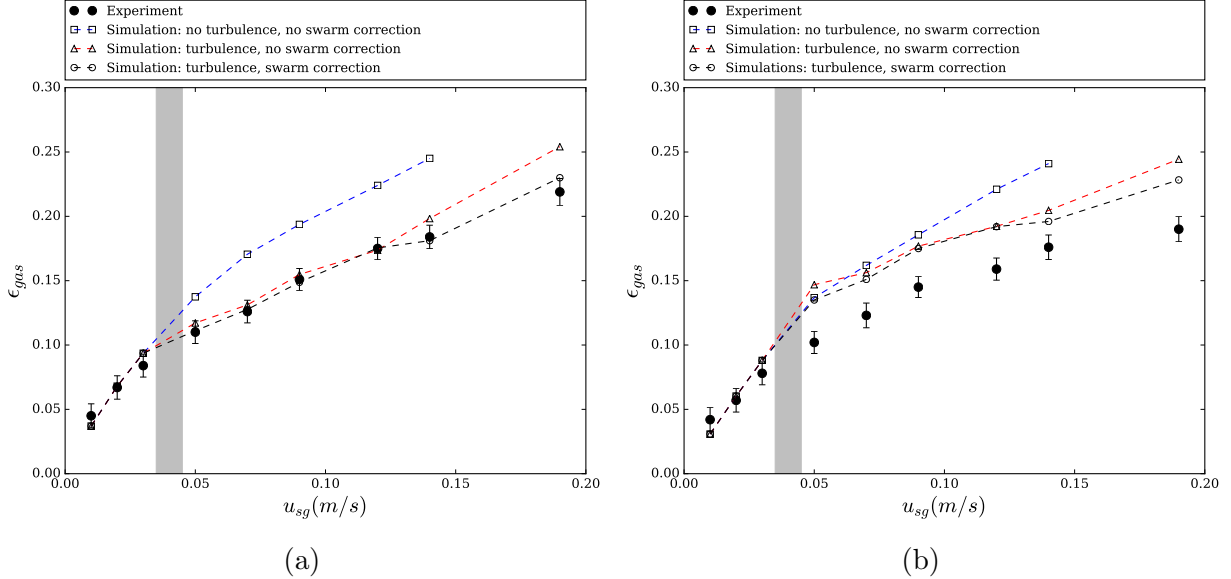 Experiment
Simulation: no turbulence, no swarm correction
Simulation: turbulence, no swarm correction
Simulation: turbulence, swarm correction
0.30
0.25
0.20
0.15
0.10
0.05
0.00
ϵgas
0.00 0.05 0.10 0.15 0.20
usg(m/s)
(a)
Experiment
Simulation: no turbulence, no swarm correction
Simulation: turbulence, no swarm correction
Simulations: turbulence, swarm correction
0.30
0.25
0.20
0.15
0.10
0.05
0.00
ϵgas
0.00 0.05 0.10 0.15 0.20
usg(m/s)
(b)